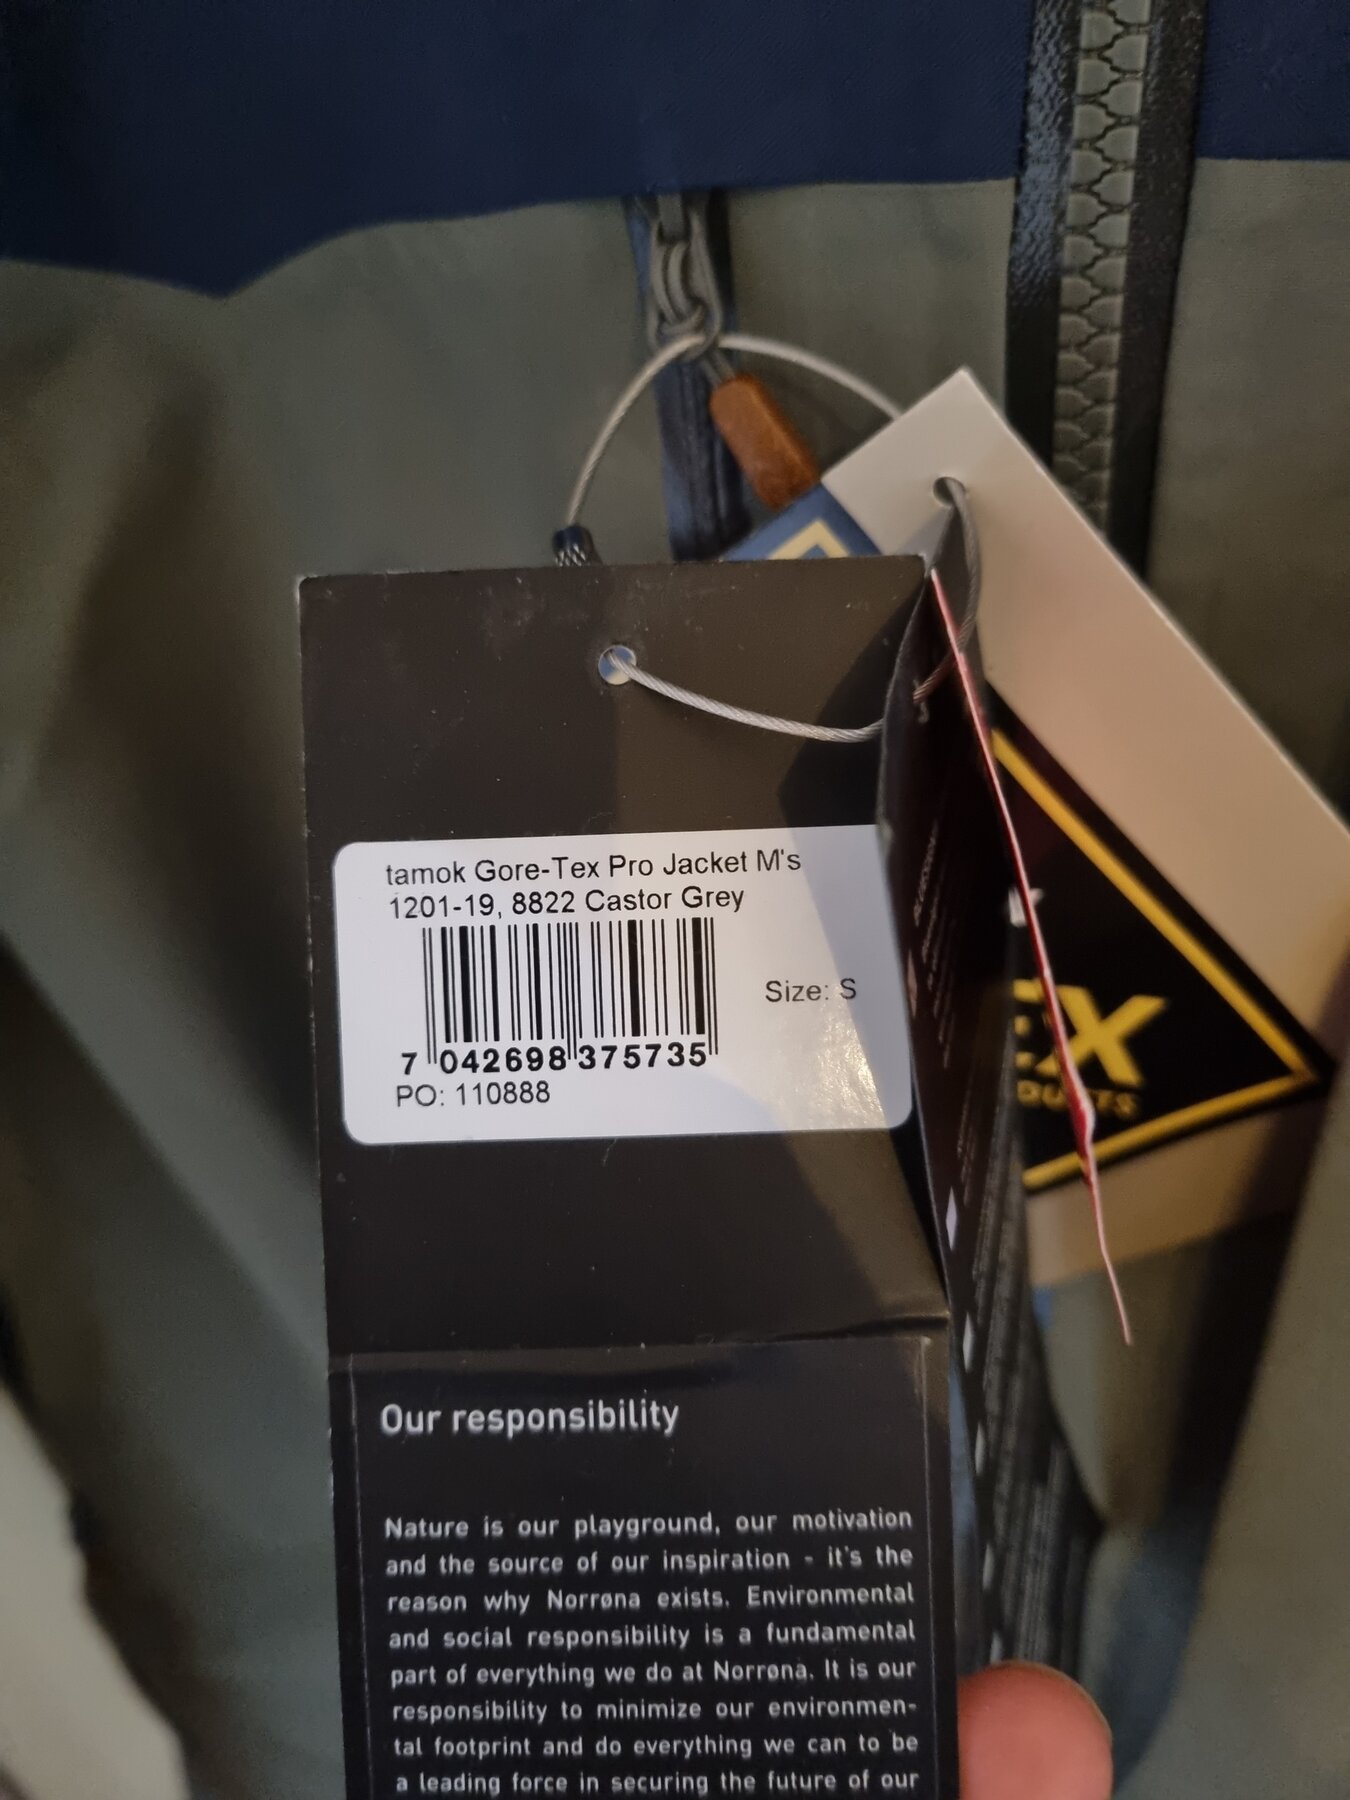 tamok Gore-Tex Pro Jacket M's
1201-19, 8822 Castor Grey
Size: S
7 042698 375735
PO: 110888
Our responsibility
Nature is our playground, our motivation
and the source of our inspiration - it's the
reason why Norrøna exists. Environmental
and social responsibility is a fundamental
part of everything we do at Norrøna. It is our
responsibility to minimize our environmen-
tal footprint and do everything we can to be
a leading force in securing the future of our